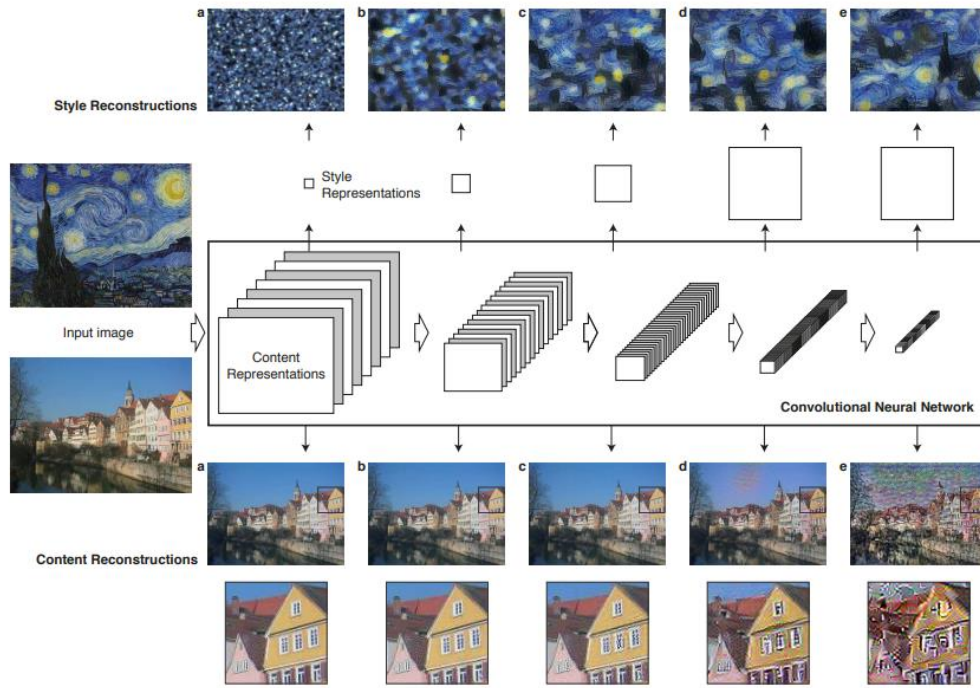 a
b
c
d
e
Style Reconstructions
Style
Representations
Input image
Content
Representations
Convolutional Neural Network
a
b
c
d
e
Content Reconstructions